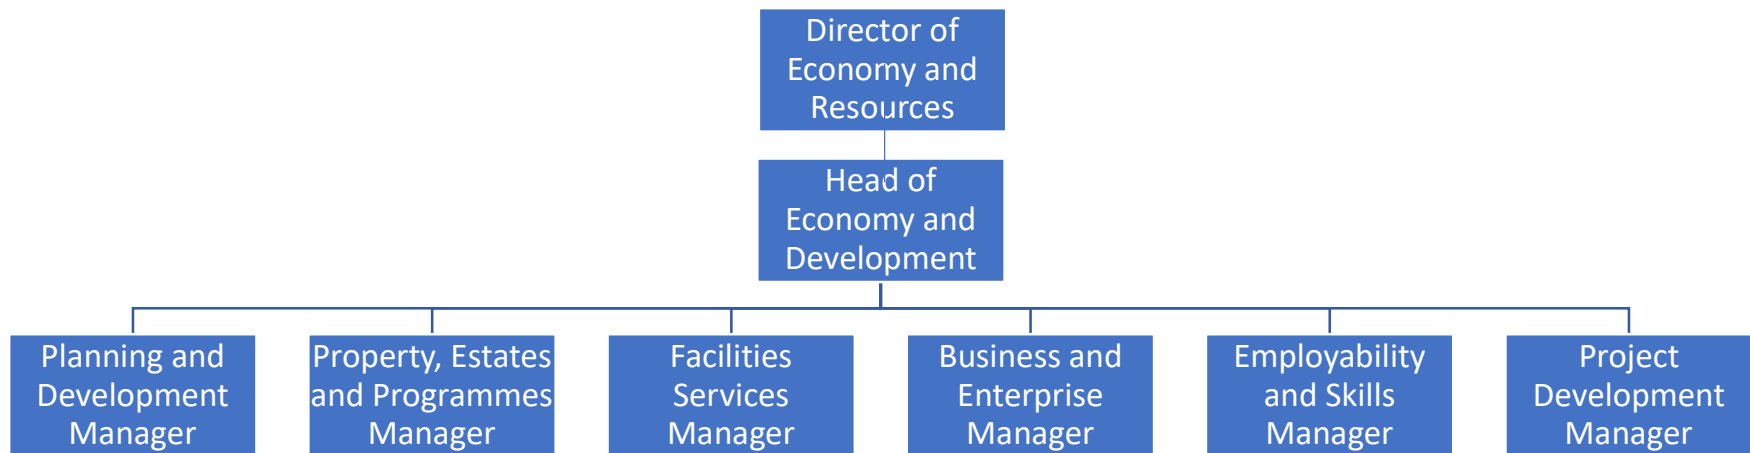 Director of
Economy and
Resources
Head of
Economy and
Development
Planning and
Development
Manager
Property, Estates
and Programmes
Manager
Facilities
Services
Manager
Business and
Enterprise
Manager
Employability
and Skills
Manager
Project
Development
Manager